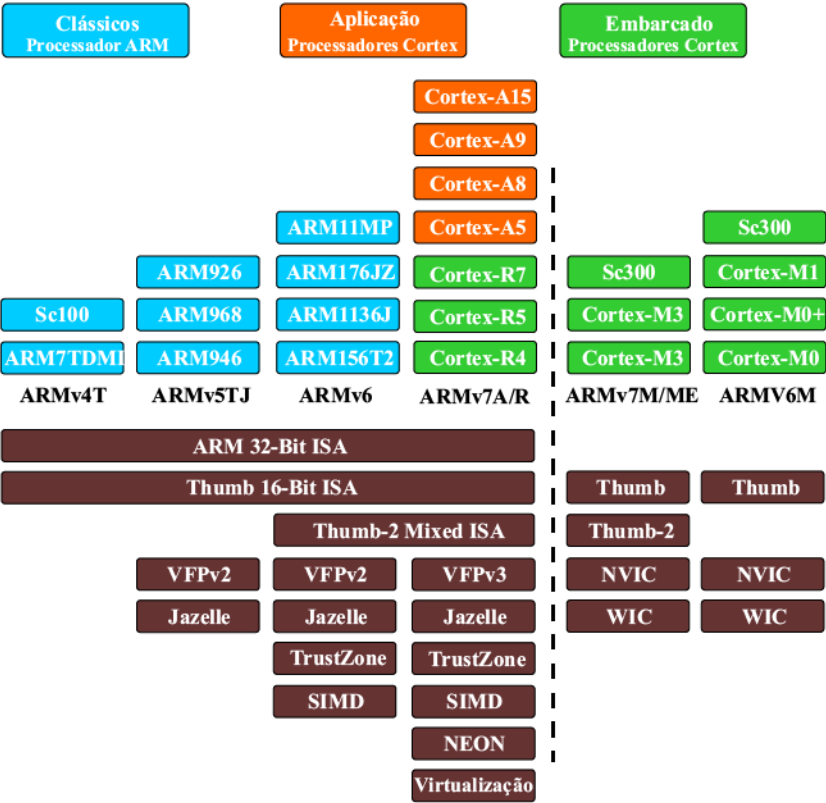 Clássicos
Processador ARM
Aplicação
Processadores Cortex
Embarcado
Processadores Cortex
Cortex-A15
Cortex-A9
Cortex-A8
ARM11MP
Cortex-A5
Sc300
ARM926
ARM176JZ
Cortex-R7
Sc300
Cortex-M1
Sc100
ARM968
ARM1136J
Cortex-R5
Cortex-M3
Cortex-M0+
ARM7TDMI
ARM946
ARM156T2
Cortex-R4
Cortex-M3
Cortex-M0
ARMv4T
ARMv5TJ
ARMv6
ARMv7A/R
ARMv7M/ME
ARMV6M
ARM 32-Bit ISA
Thumb 16-Bit ISA
Thumb
Thumb
Thumb-2 Mixed ISA
Thumb-2
VFPv2
VFPv2
VFPv3
NVIC
NVIC
Jazelle
Jazelle
Jazelle
WIC
WIC
TrustZone
TrustZone
SIMD
SIMD
NEON
Virtualização